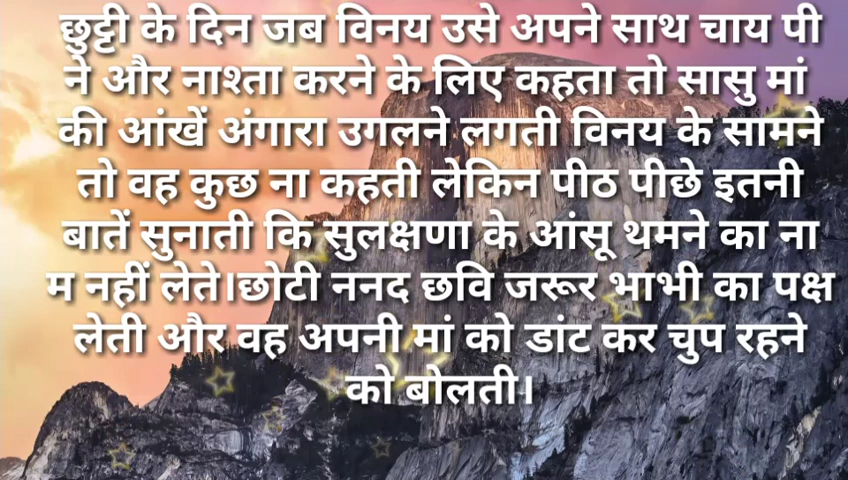 छुट्टी के दिन जब विनय उसे अपने साथ चाय पी
ने और नाश्ता करने के लिए कहता तो सासु मां
की आंखें अंगारा उगलने लगती विनय के सामने
तो वह कुछ ना कहती लेकिन पीठ पीछे इतनी
बातें सुनाती कि सुलक्षणा के आंसू थमने का ना
म नहीं लेते।छोटी ननद छवि जरूर भाभी का पक्ष
लेती और वह अपनी मां को डांट कर चुप रहने
को बोलती।